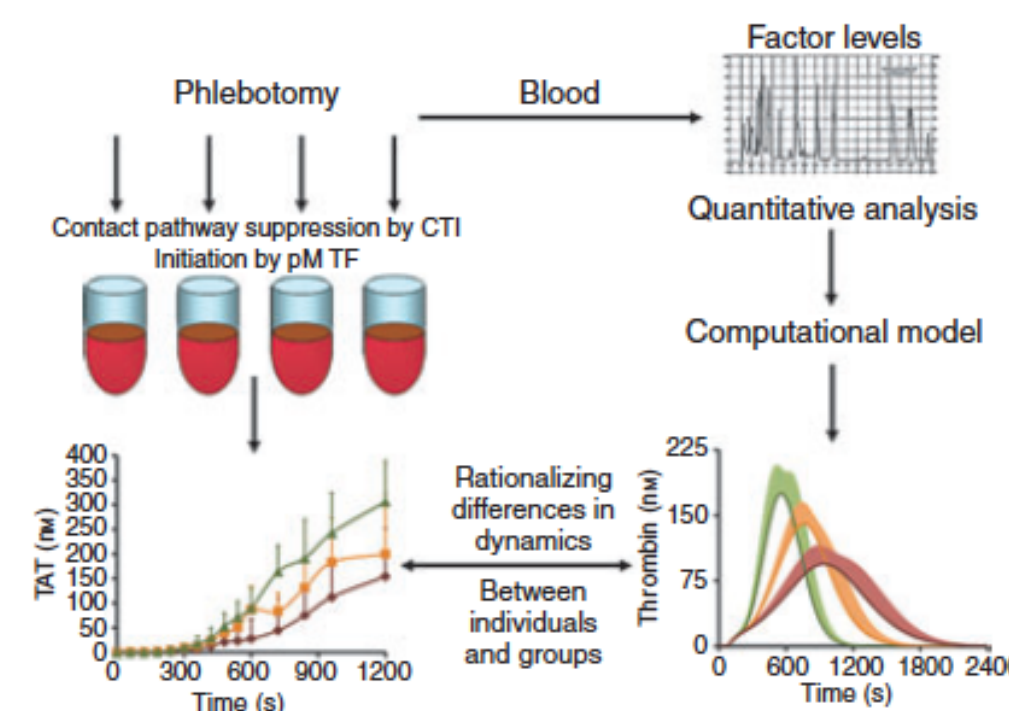 Factor levels
Phlebotomy
Blood
Quantitative analysis
Contact pathway suppression by CTI
Initiation by pM TF
Computational model
400
350
300
250
200
150
100
50
0
TAT (nM)
0 300 600 900 1200
Time (s)
Rationalizing
differences in
dynamics
Between
individuals
and groups
225
150
75
0
Thrombin (nM)
0 600 1200 1800 240
Time (s)